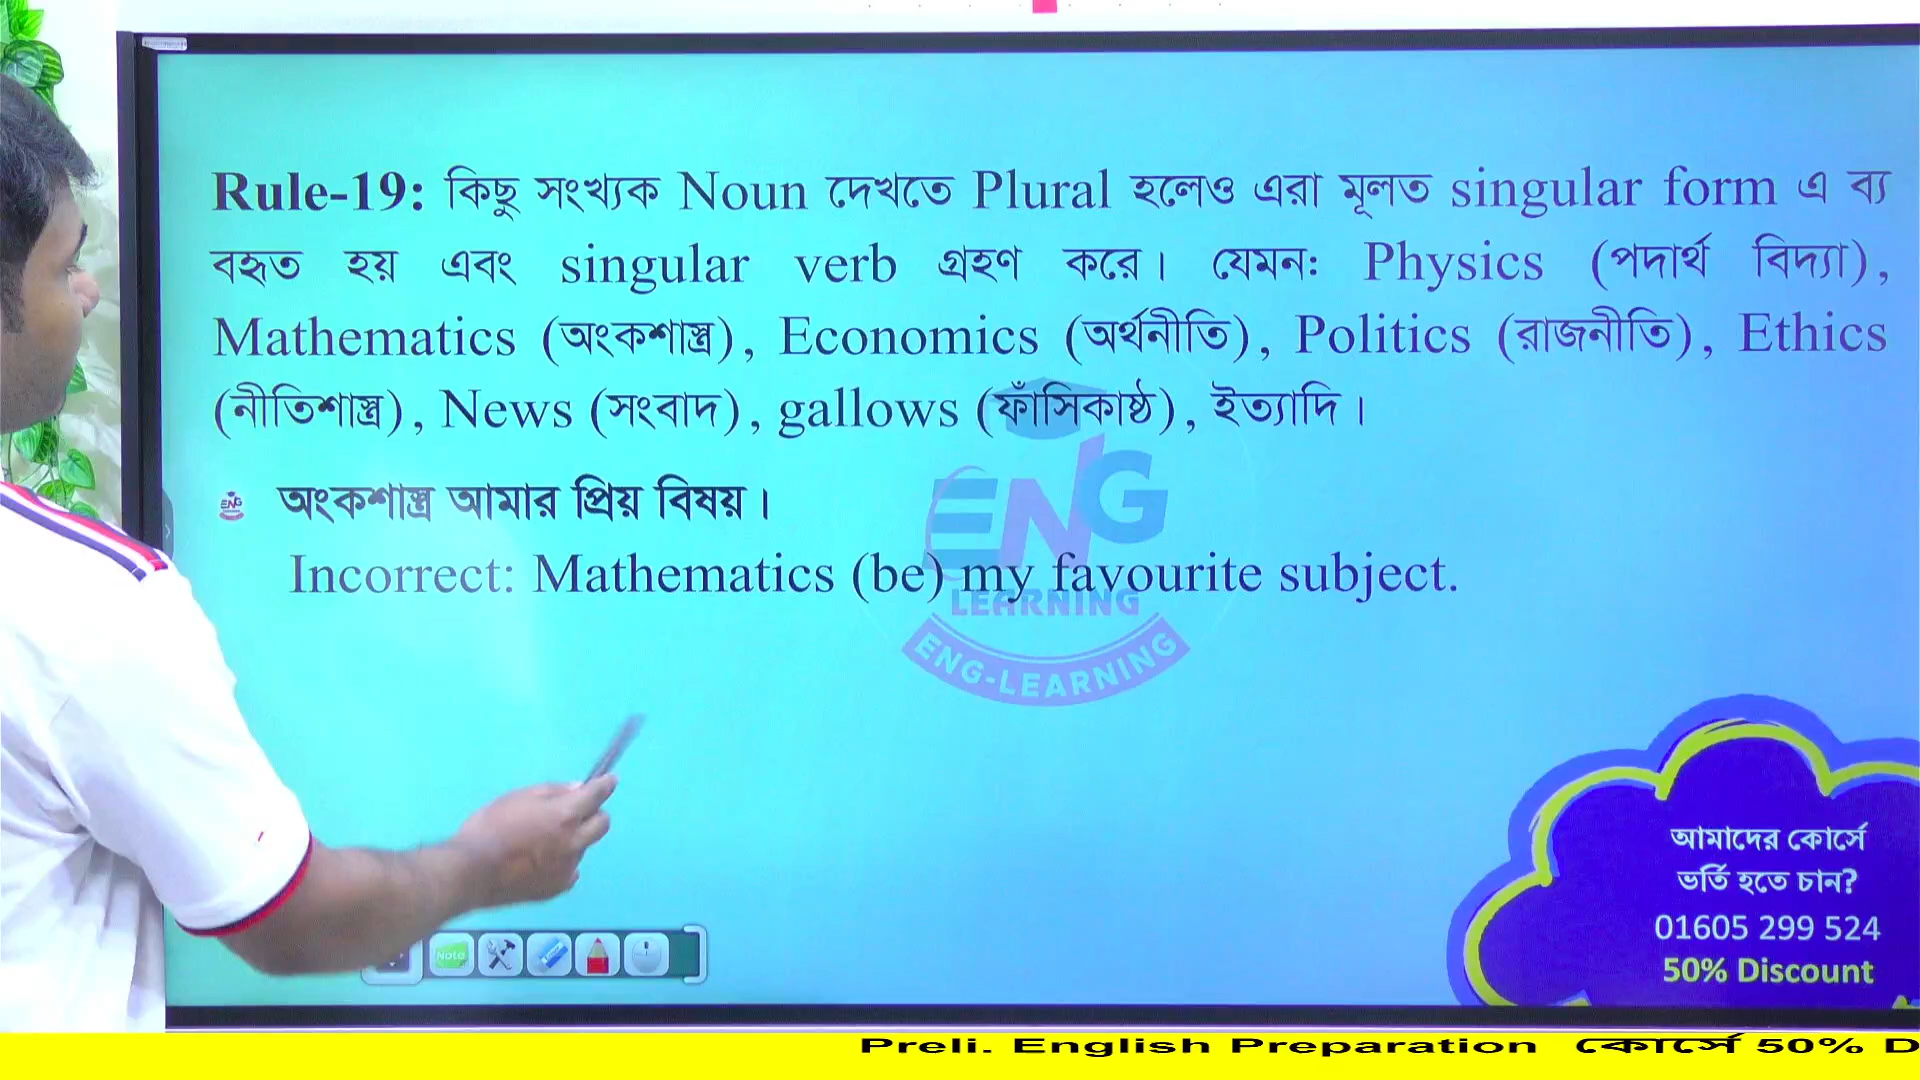 Rule-19: কিছু সংখ্যক Noun দেখতে Plural হলেও এরা মূলত singular form এ ব্য
বহৃত হয় এবং singular verb গ্রহণ করে। যেমন: Physics (পদার্থ বিদ্যা),
Mathematics (অংকশাস্ত্র), Economics (অর্থনীতি), Politics (রাজনীতি), Ethics
(নীতিশাস্ত্র), News (সংবাদ), gallows (ফাঁসিকাষ্ঠ), ইত্যাদি।
ENG
অংকশাস্ত্র আমার প্রিয় বিষয়।
Incorrect: Mathematics (be) my favourite subject.
ENG
LEARNING
ENG-LEARNING
আমাদের কোর্সে
ভর্তি হতে চান?
01605 299 524
50% Discount
Note
Preli. English Preparation কোর্সে 50% D